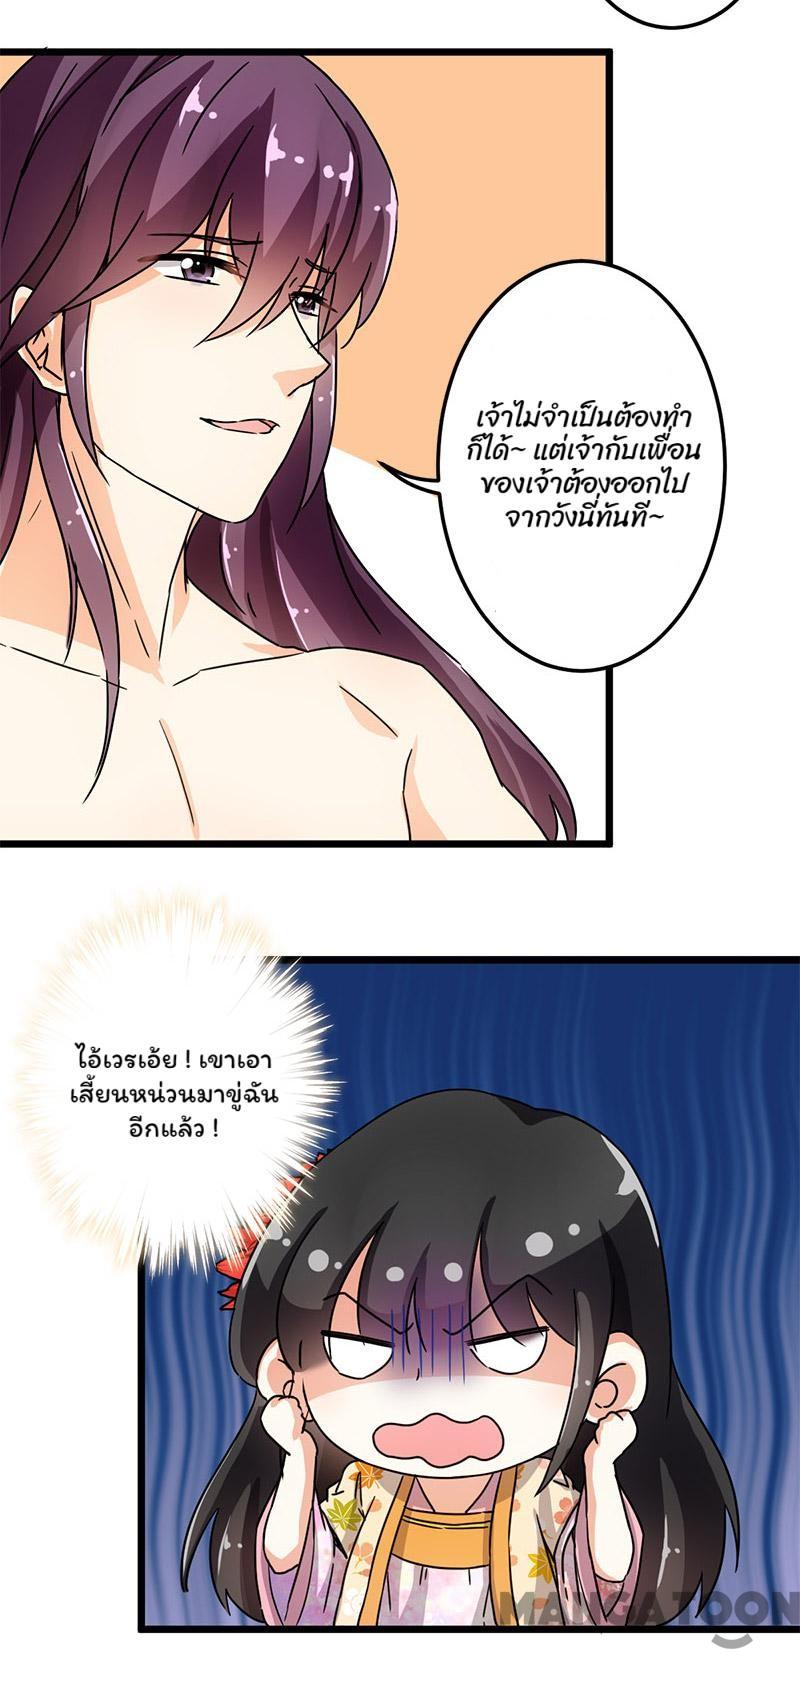 เจ้าไม่จำเป็นต้องทำ
ก็ได้~ แต่เจ้ากับเพื่อน
ของเจ้าต้องออกไป
จากวังนี่ทันที~
ไอ้เวรเอ้ย ! เขาเอา
เสี้ยนหน่วนมาขู่ฉัน
อีกแล้ว !
MANGATOON